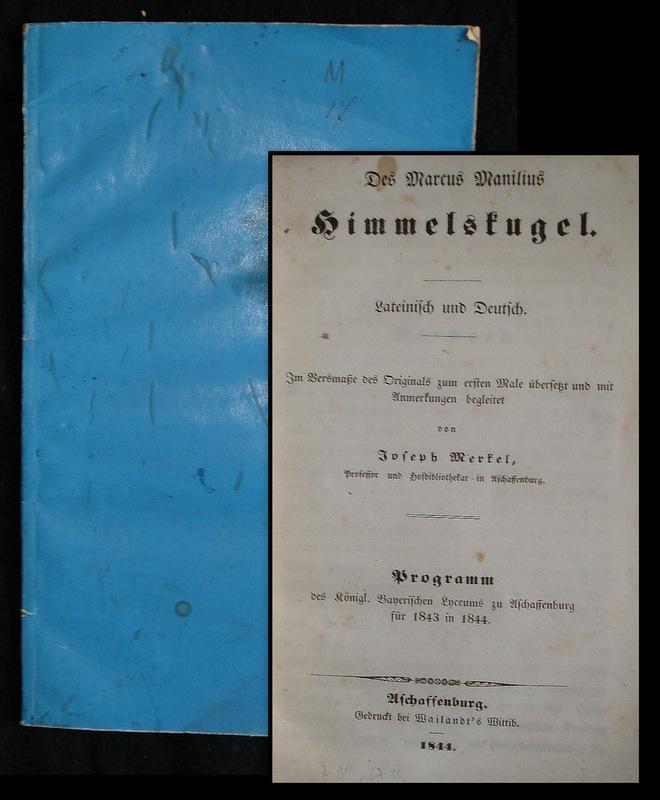 M
17
Des Marcus Manilius
Himmelskugel.
Lateinisch und Deutsch.
Im Versmaße des Originals zum ersten Male übersetzt und mit
Anmerkungen begleitet
von
Joseph Merkel,
Professor und Hofbibliothekar in Aschaffenburg.
Programm
des Königl. Bayerischen Lyceums zu Aschaffenburg
für 1843 in 1844.
Aschaffenburg.
Gedruckt bei Wailandt's Wittib.
1844.